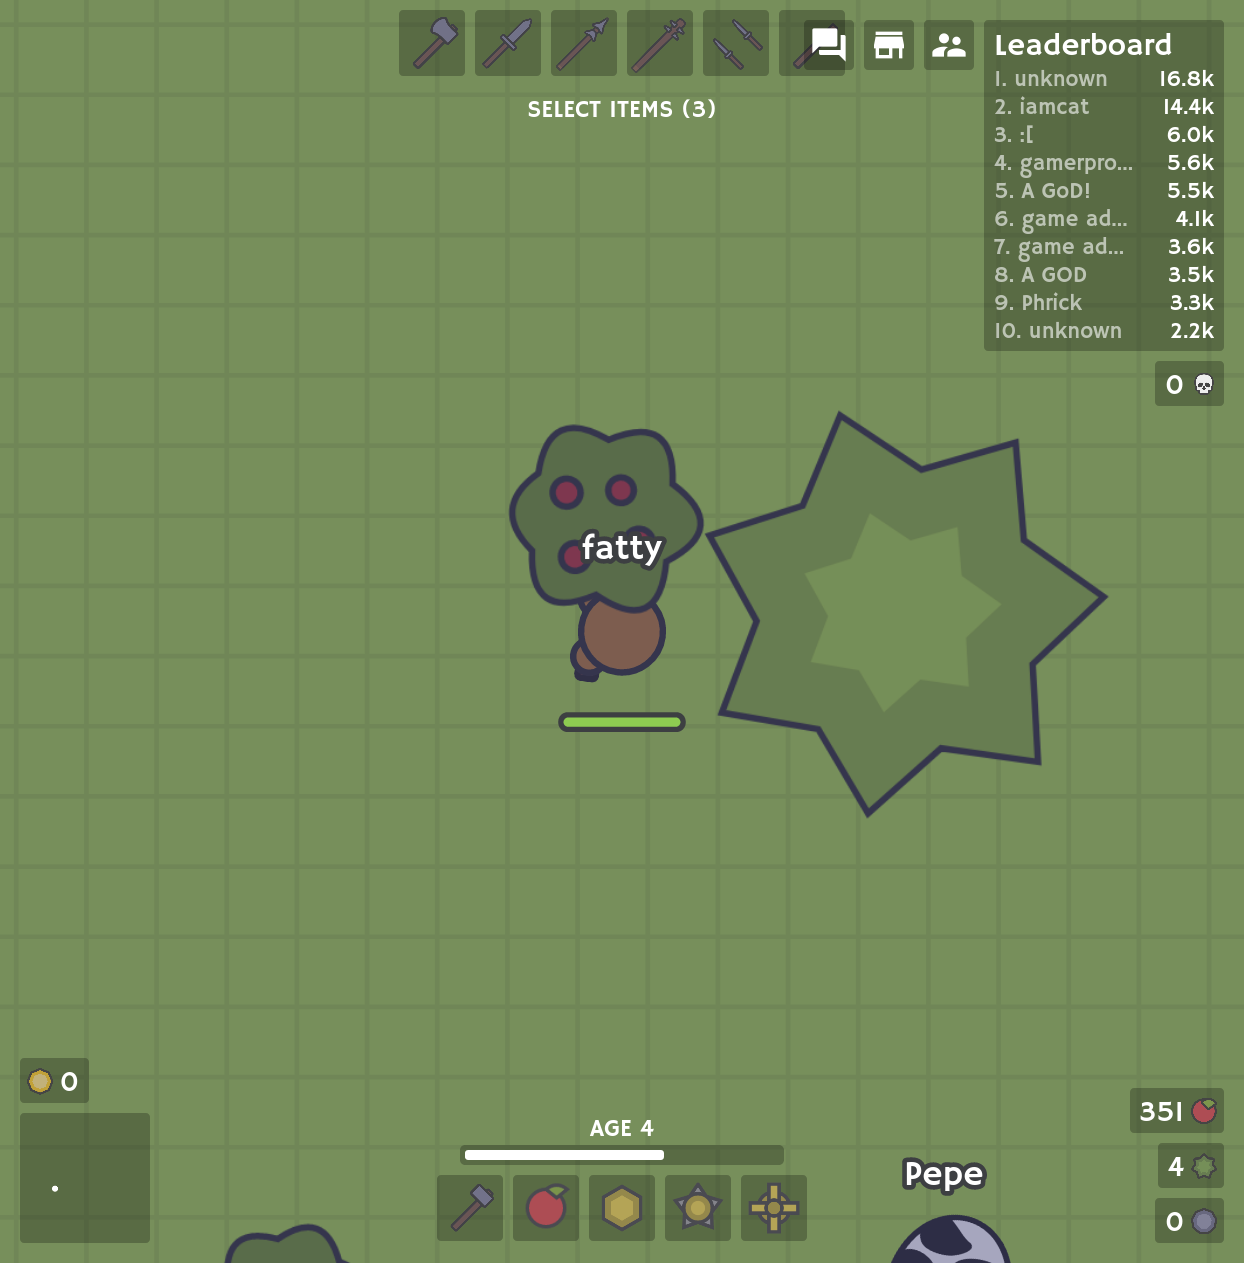 SELECT ITEMS (3)
Leaderboard
1. unknown 16.8k
2. iamcat 14.4k
3. :[ 6.0k
4. gamerpro... 5.6k
5. A GoD! 5.5k
6. game ad... 4.1k
7. game ad... 3.6k
8. A GOD 3.5k
9. Phrick 3.3k
10. unknown 2.2k
0
fatty
0
351
AGE 4
4
Pepe
0